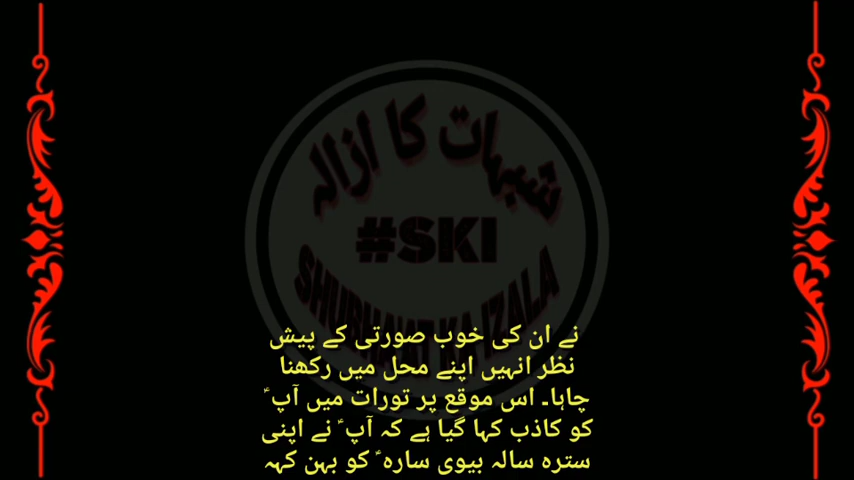 شبہات کا ازالہ
#SKI
SHUBHAAT KA IZALA
نے ان کی خوب صورتی کے پیش
نظر انہیں اپنے محل میں رکھنا
چاہا۔ اس موقع پر تورات میں آپؑ
کو کاذب کہا گیا ہے کہ آپؑ نے اپنی
سترہ سالہ بیوی سارہؑ کو بہن کہہ